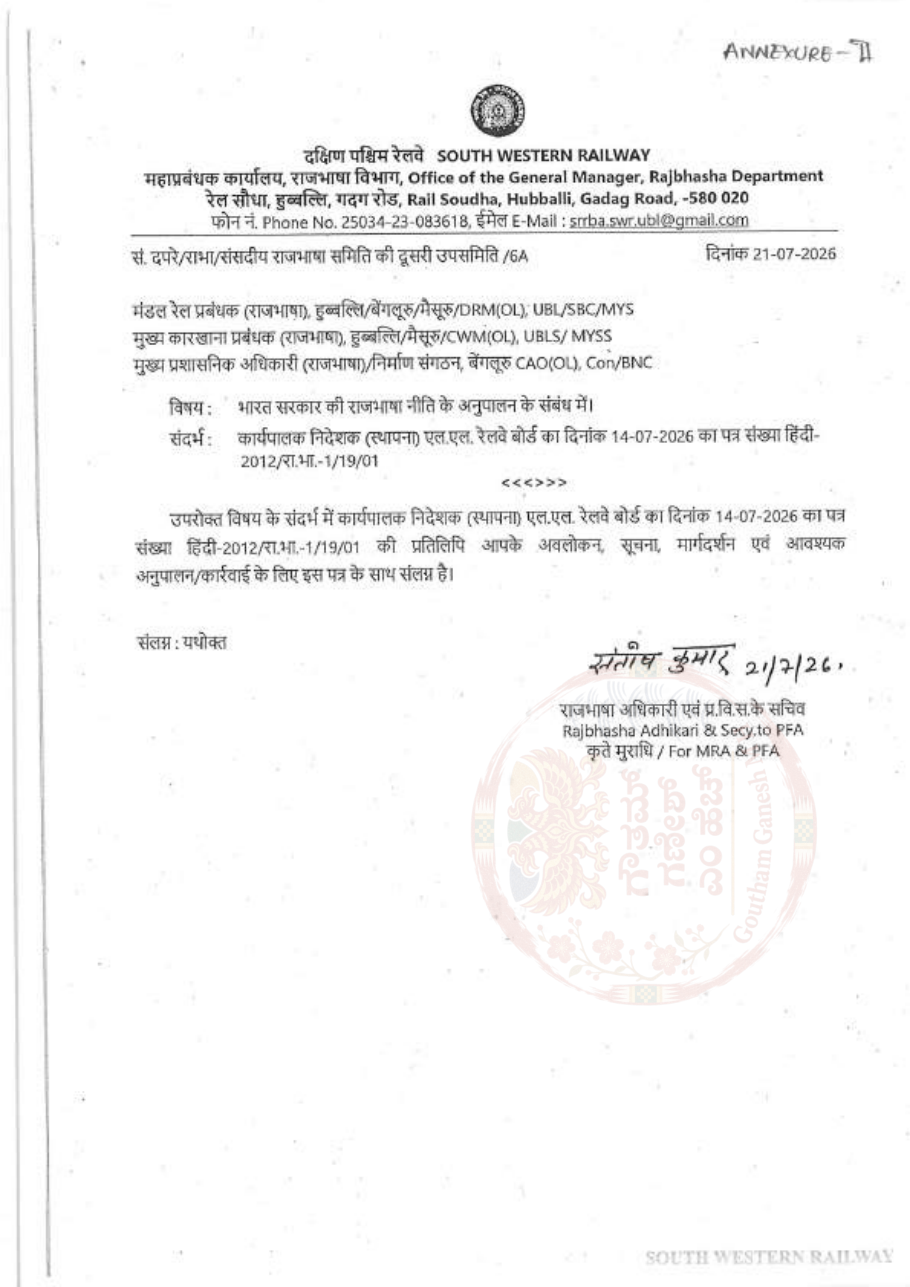 ANNEXURE-II
दक्षिण पश्चिम रेलवे SOUTH WESTERN RAILWAY
महाप्रबंधक कार्यालय, राजभाषा विभाग, Office of the General Manager, Rajbhasha Department
रेल सौधा, हुब्बल्लि, गदग रोड, Rail Soudha, Hubballi, Gadag Road, -580 020
फोन नं. Phone No. 25034-23-083618, ईमेल E-Mail : srrba.swr.ubl@gmail.com
सं. दपरे/राभा/संसदीय राजभाषा समिति की दूसरी उपसमिति /6A दिनांक 21-07-2026
मंडल रेल प्रबंधक (राजभाषा), हुब्बल्लि/बेंगलूरु/मैसूरु/DRM(OL), UBL/SBC/MYS
मुख्य कारखाना प्रबंधक (राजभाषा), हुब्बल्लि/मैसूरु/CWM(OL), UBLS/ MYSS
मुख्य प्रशासनिक अधिकारी (राजभाषा)/निर्माण संगठन, बेंगलूरु CAO(OL), Con/BNC
विषय : भारत सरकार की राजभाषा नीति के अनुपालन के संबंध में।
संदर्भ : कार्यपालक निदेशक (स्थापना) एल.एल. रेलवे बोर्ड का दिनांक 14-07-2026 का पत्र संख्या हिंदी-
2012/रा.भा.-1/19/01
<<<>>>
उपरोक्त विषय के संदर्भ में कार्यपालक निदेशक (स्थापना) एल.एल. रेलवे बोर्ड का दिनांक 14-07-2026 का पत्र
संख्या हिंदी-2012/रा.भा.-1/19/01 की प्रतिलिपि आपके अवलोकन, सूचना, मार्गदर्शन एवं आवश्यक
अनुपालन/कार्रवाई के लिए इस पत्र के साथ संलग्न है।
संलग्न : यथोक्त
संतोष कुमार 21/7/26.
राजभाषा अधिकारी एवं प्र.वि.स.के सचिव
Rajbhasha Adhikari & Secy.to PFA
कृते मुराधि / For MRA & PFA
ಗೌತಮ್
ಗಣೇಶ್
ಎಂ ಹೆಚ್
Goutham Ganesh
SOUTH WESTERN RAILWAY